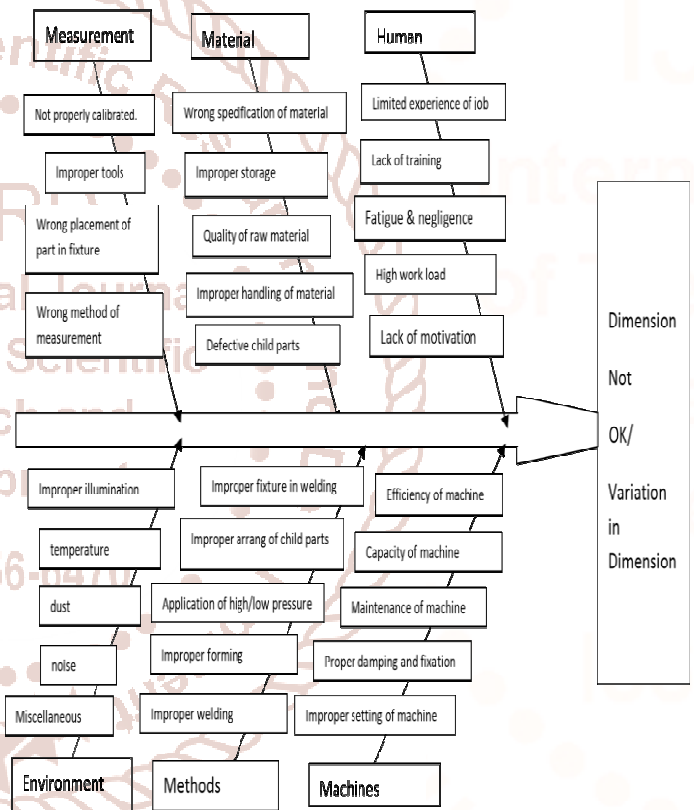 Measurement
Not properly calibrated.
Improper tools
Wrong placement of
part in fixture
Wrong method of
measurement
Material
Wrong specification of material
Improper storage
Quality of raw material
Improper handling of material
Defective child parts
Human
Limited experience of job
Lack of training
Fatigue & negligence
High work load
Lack of motivation
Dimension
Not
OK/
Variation
in
Dimension
Improper illumination
temperature
dust
noise
Miscellaneous
Environment
Improper fixture in welding
Improper arrang of child parts
Application of high/low pressure
Improper forming
Improper welding
Methods
Efficiency of machine
Capacity of machine
Maintenance of machine
Proper damping and fixation
Improper setting of machine
Machines